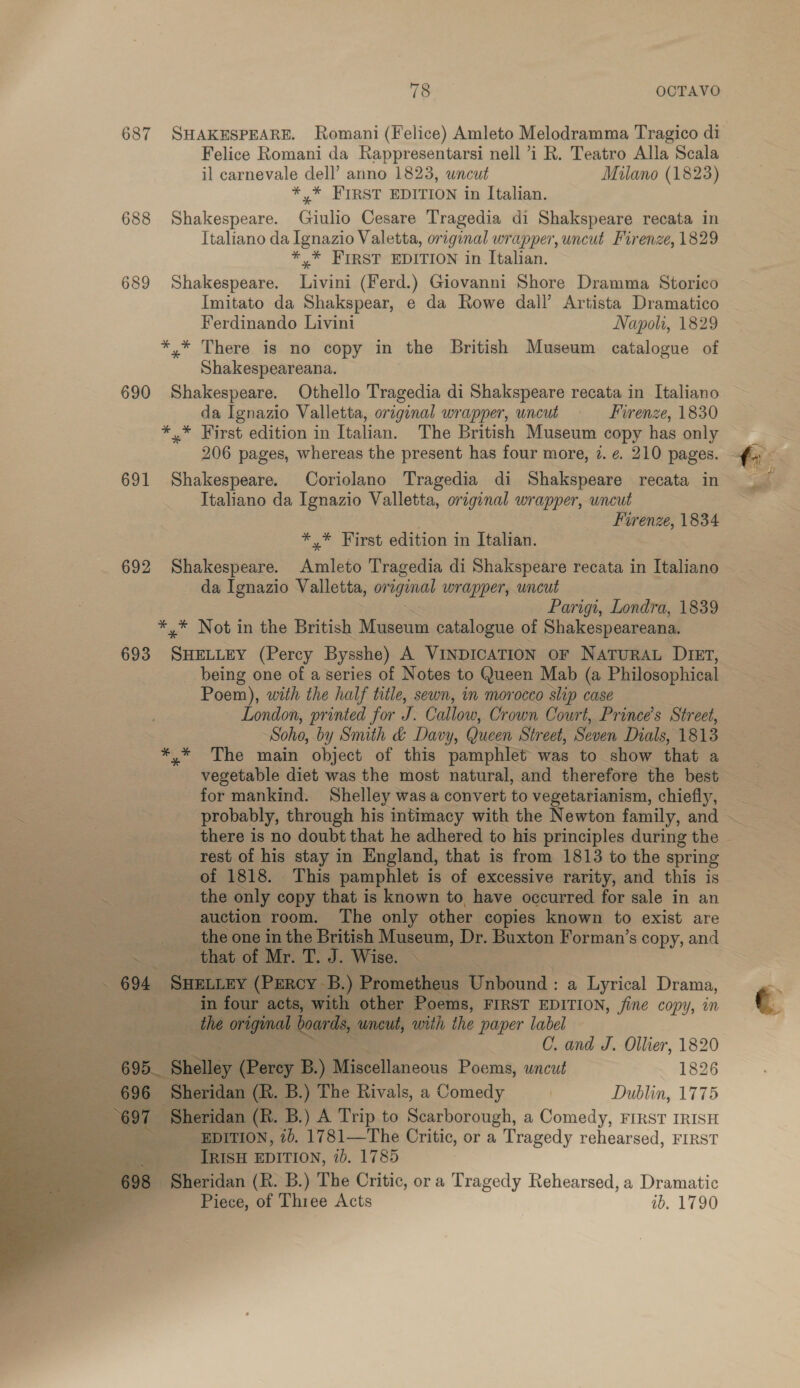 78 OCTAVO
687 SHAKESPEARE. Romani (Felice) Amleto Melodramma Tragico di
Felice Romani da Rappresentarsi nell 'i R. Teatro Alla Scala
il carnevale dell' anno 1823, uncut Milano (1823)
*** FIRST EDITION in Italian.
688 Shakespeare. Giulio Cesare Tragedia di Shakspeare recata in
Italiano da Ignazio Valetta, original wrapper, uncut Firenze, 1829
*** FIRST EDITION in Italian.
689 Shakespeare. Livini (Ferd.) Giovanni Shore Dramma Storico
Imitato da Shakspear, e da Rowe dall' Artista Dramatico
Ferdinando Livini Napoli, 1829
*** There is no copy in the British Museum catalogue of
Shakespeareana.
690 Shakespeare. Othello Tragedia di Shakspeare recata in Italiano
da Ignazio Valletta, original wrapper, uncut Firenze, 1830
*** First edition in Italian. The British Museum copy has only
206 pages, whereas the present has four more, i. e. 210 pages.
691 Shakespeare. Coriolano Tragedia di Shakspeare recata in
Italiano da Ignazio Valletta, original wrapper, uncut
Firenze, 1834
*** First edition in Italian.
692 Shakespeare. Amleto Tragedia di Shakspeare recata in Italiano
da Ignazio Valletta, original wrapper, uncut
Parigi, Londra, 1839
*** Not in the British Museum catalogue of Shakespeareana.
693 SHELLEY (Percy Bysshe) A VINDICATION OF NATURAL DIET,
being one of a series of Notes to Queen Mab (a Philosophical
Poem), with the half title, sewn, in morocco slip case
London, printed for J. Callow, Crown Court, Prince's Street,
Soho, by Smith & Davy, Queen Street, Seven Dials, 1813
*** The main object of this pamphlet was to show that a
vegetable diet was the most natural, and therefore the best
for mankind. Shelley was a convert to vegetarianism, chiefly,
probably, through his intimacy with the Newton family, and
there is no doubt that he adhered to his principles during the
rest of his stay in England, that is from 1813 to the spring
of 1818. This pamphlet is of excessive rarity, and this is
the only copy that is known to have occurred for sale in an
auction room. The only other copies known to exist are
the one in the British Museum, Dr. Buxton Forman's copy, and
that of Mr. T. J. Wise.
694 SHELLEY (PERCY B.) Prometheus Unbound : a Lyrical Drama,
in four acts, with other Poems, FIRST EDITION, fine copy, in
the original boards, uncut, with the paper label
C. and J. Ollier, 1820
695 Shelley (Percy B.) Miscellaneous Poems, uncut 1826
696 Sheridan (R. B.) The Rivals, a Comedy Dublin, 1775
697 Sheridan (R. B.) A Trip to Scarborough, a Comedy, FIRST IRISH
EDITION, ib. 1781—The Critic, or a Tragedy rehearsed, FIRST
IRISH EDITION, ib. 1785
698 Sheridan (R. B.) The Critic, or a Tragedy Rehearsed, a Dramatic
Piece, of Three Acts ib. 1790